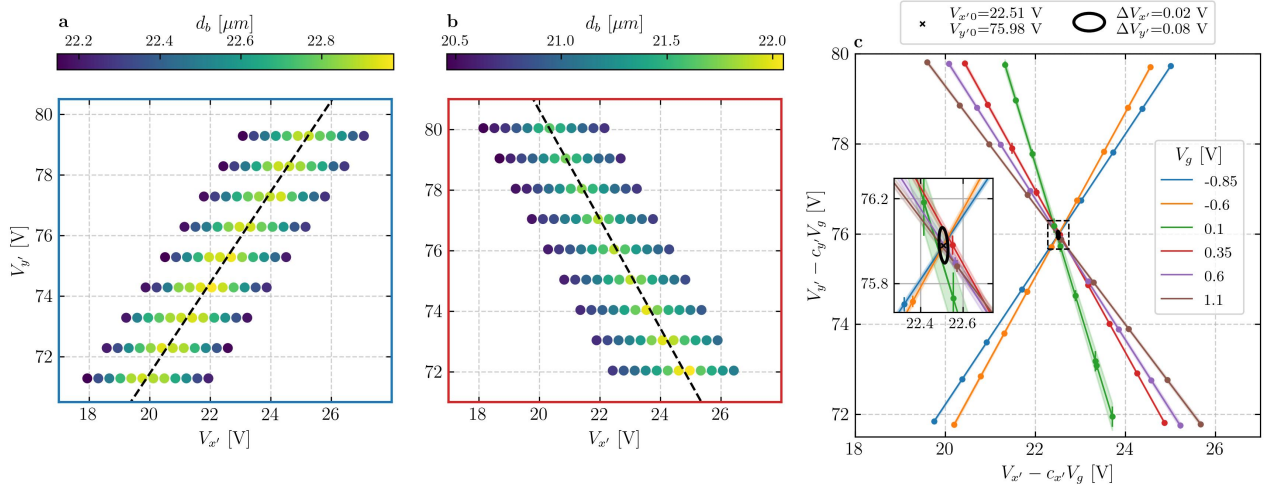 a
d_b [μm]
22.2 22.4 22.6 22.8
80
78
76
74
72
V_y′ [V]
18 20 22 24 26
V_x′ [V]
b
d_b [μm]
20.5 21.0 21.5 22.0
80
78
76
74
72
18 20 22 24 26
V_x′ [V]
V_x′0=22.51 V
V_y′0=75.98 V
ΔV_x′=0.02 V
ΔV_y′=0.08 V
c
80
78
76
74
72
V_y′ − c_y′V_g [V]
76.2
75.8
22.4 22.6
V_g [V]
-0.85
-0.6
0.1
0.35
0.6
1.1
18 20 22 24 26
V_x′ − c_x′V_g [V]